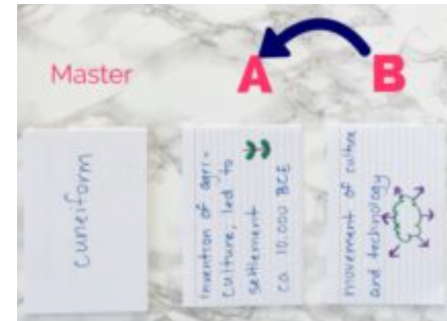 Master
A
B
cuneiform
invention of agri-
culture, led to
settlement
ca 10.000 BCE
movement of culture
and technology